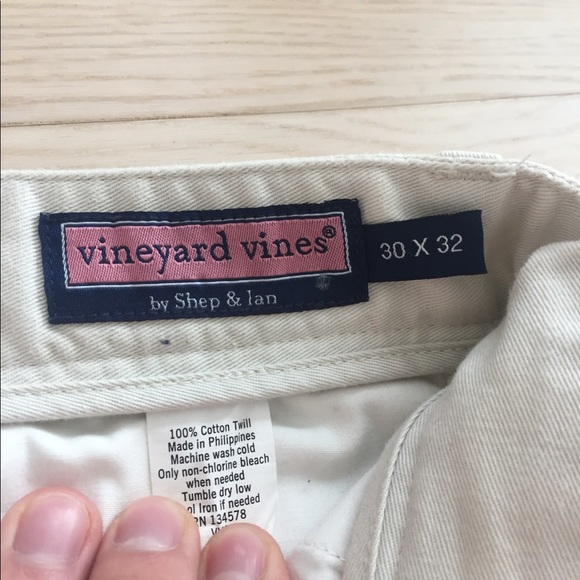 vineyard vines®
by Shep & Ian
30 X 32
100% Cotton Twill
Made in Philippines
Machine wash cold
Only non-chlorine bleach
when needed
Tumble dry low
Iron if needed
134578